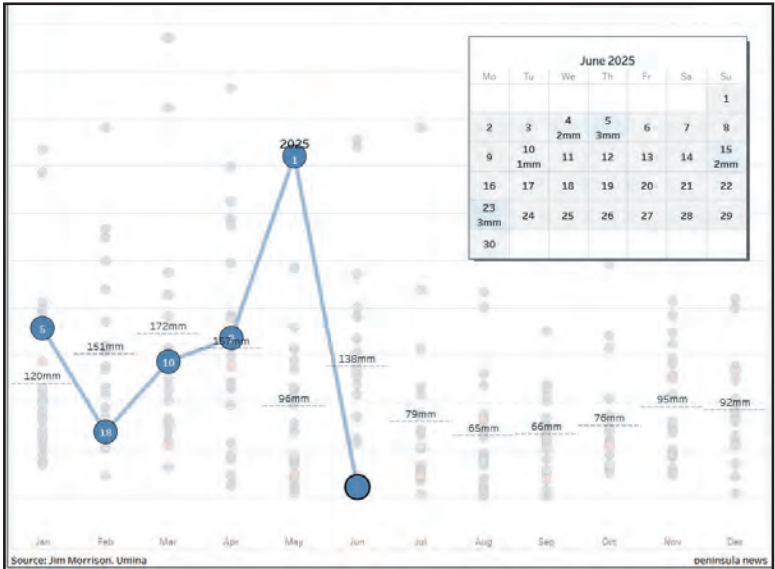 June 2025
Mo Tu We Th Fr Sa Su
1
2 3 4 5 6 7 8
2mm 3mm
9 10 11 12 13 14 15
1mm 2mm
16 17 18 19 20 21 22
23 24 25 26 27 28 29
3mm
30
2025
1
5
172mm
151mm
157mm
10
138mm
120mm
96mm
95mm
92mm
79mm
76mm
65mm
66mm
18
Jan Feb Mar Apr May Jun Jul Aug Sep Oct Nov Dec
Source: Jim Morrison, Umina
peninsula news